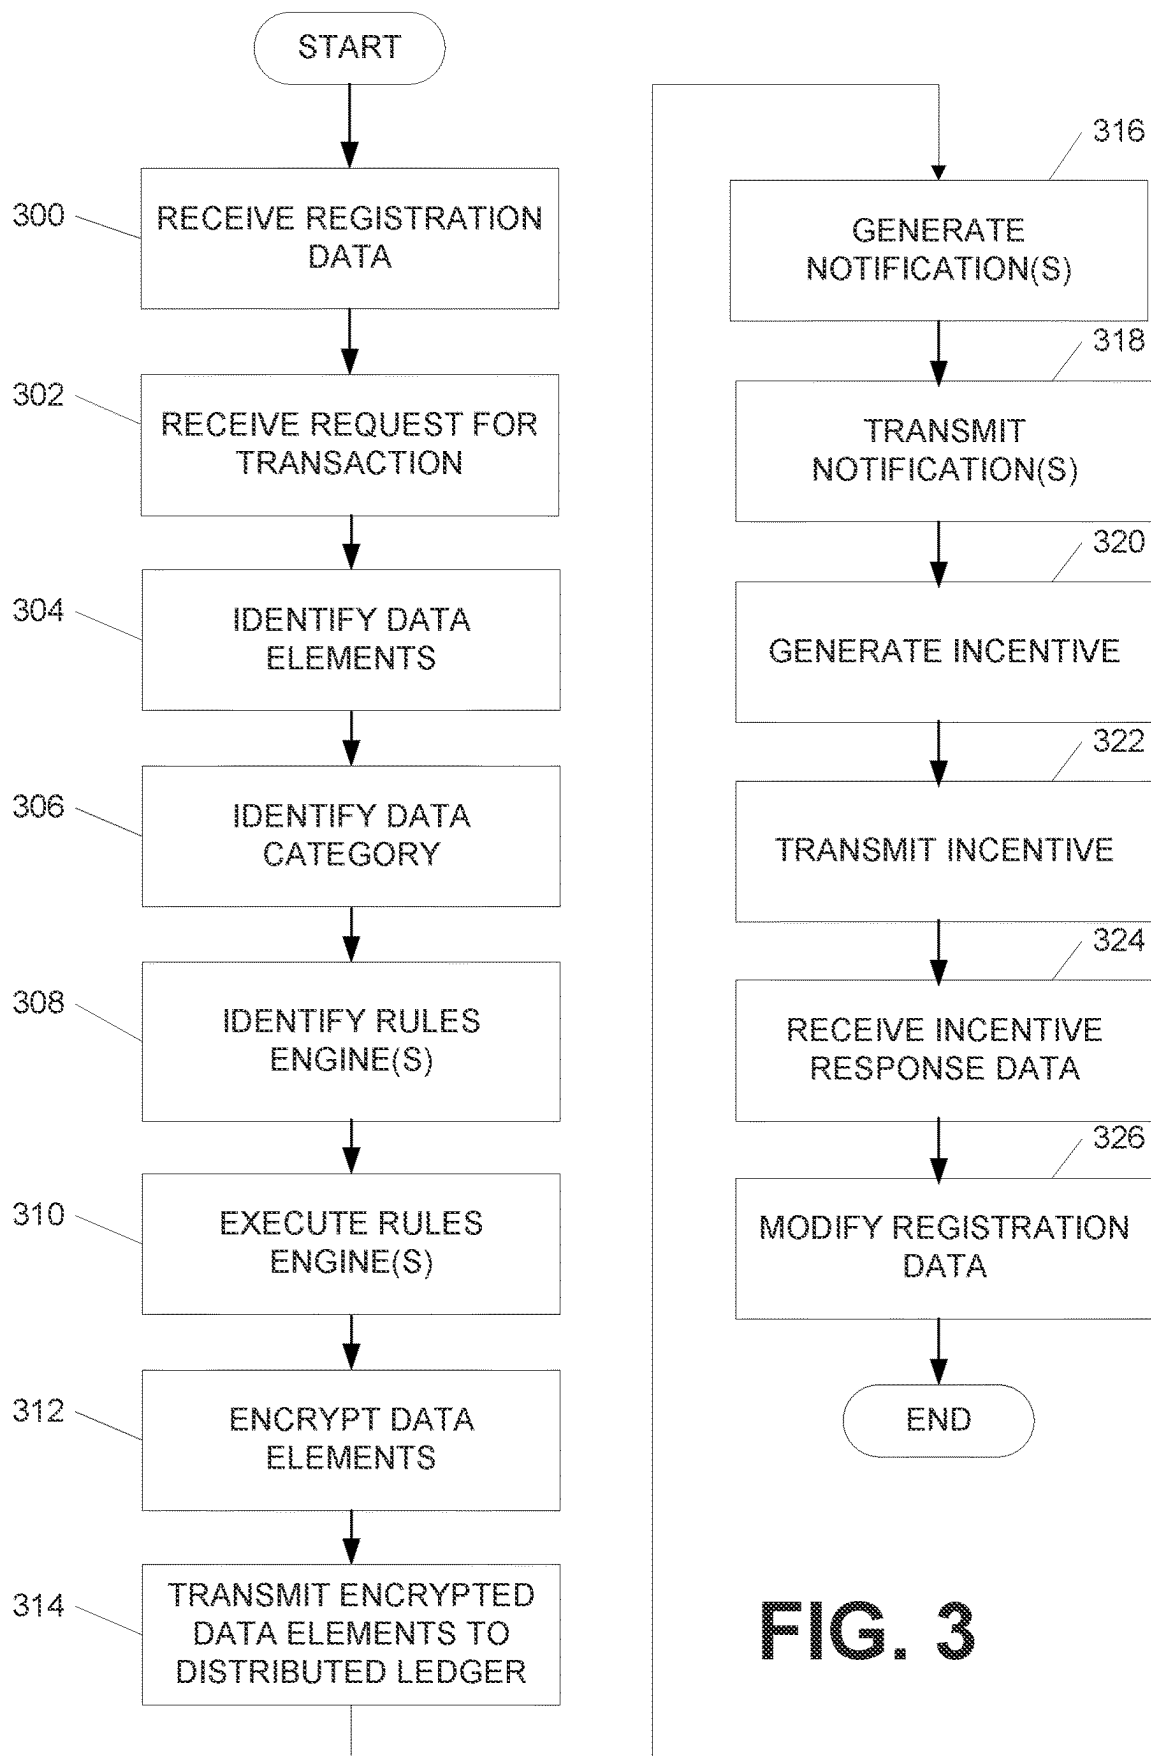 START
300
RECEIVE REGISTRATION
DATA
302
RECEIVE REQUEST FOR
TRANSACTION
304
IDENTIFY DATA
ELEMENTS
306
IDENTIFY DATA
CATEGORY
308
IDENTIFY RULES
ENGINE(S)
310
EXECUTE RULES
ENGINE(S)
312
ENCRYPT DATA
ELEMENTS
314
TRANSMIT ENCRYPTED
DATA ELEMENTS TO
DISTRIBUTED LEDGER
316
GENERATE
NOTIFICATION(S)
318
TRANSMIT
NOTIFICATION(S)
320
GENERATE INCENTIVE
322
TRANSMIT INCENTIVE
324
RECEIVE INCENTIVE
RESPONSE DATA
326
MODIFY REGISTRATION
DATA
END
FIG. 3